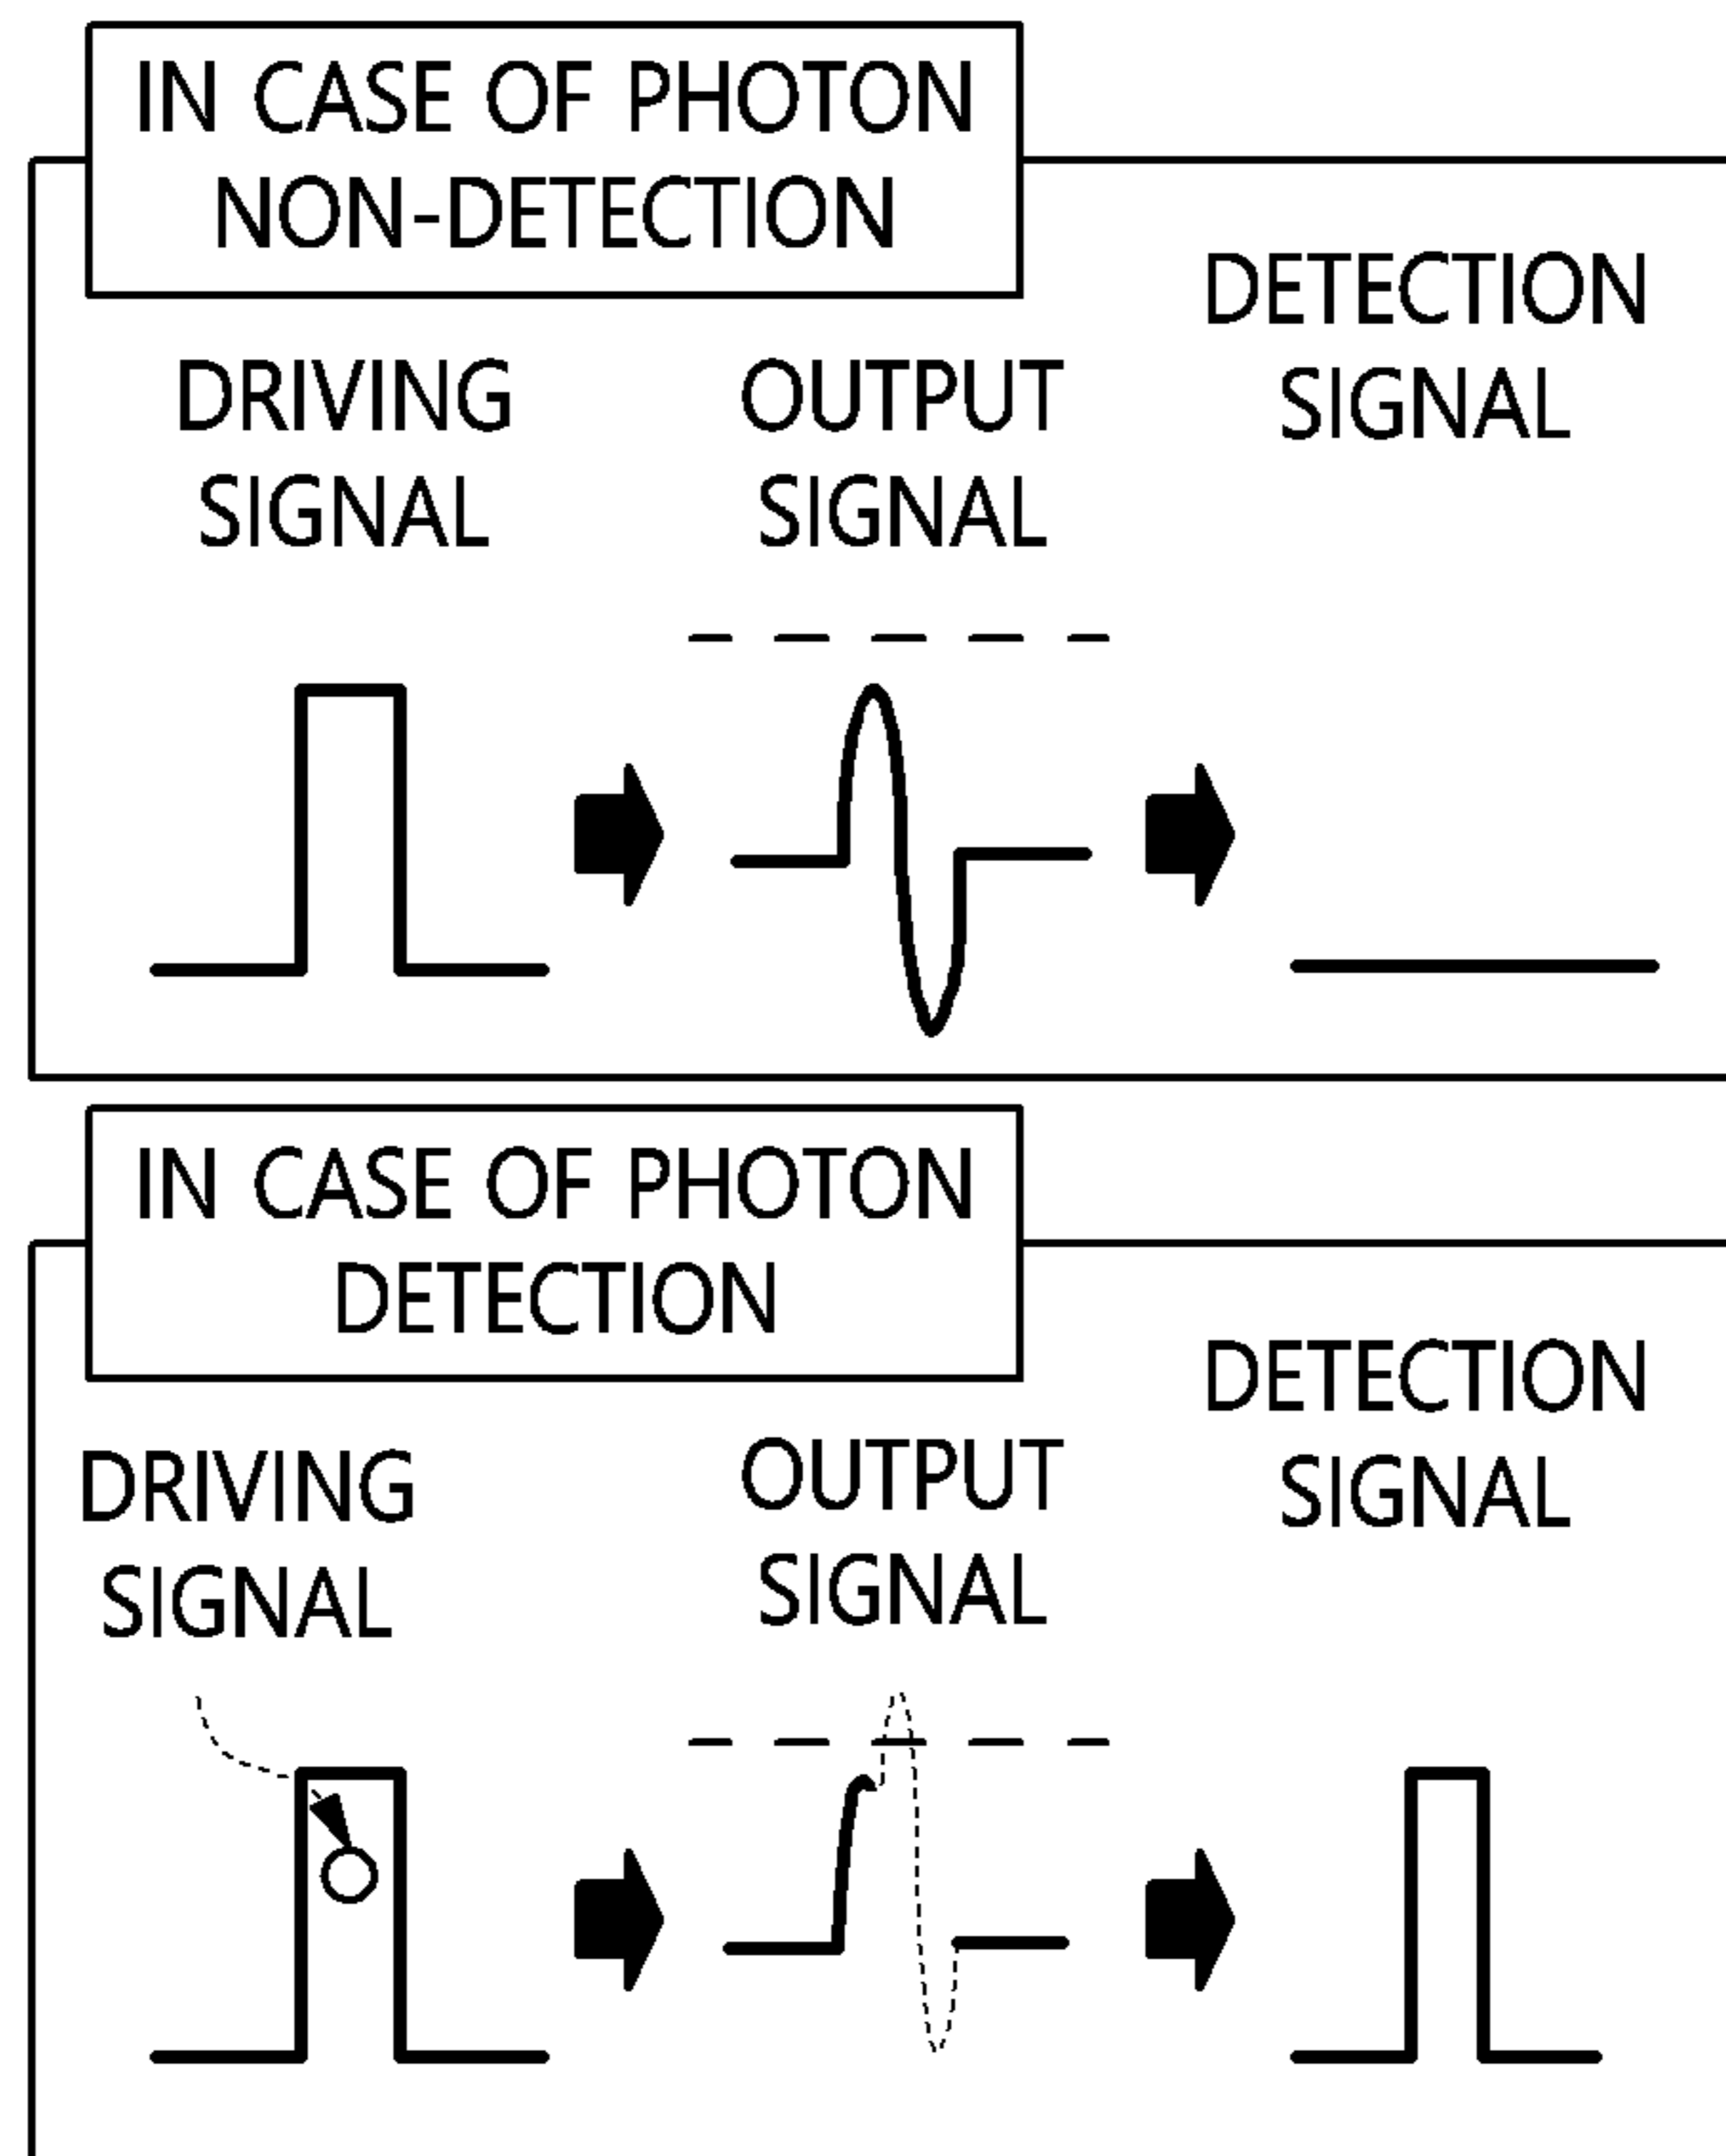 IN CASE OF PHOTON
NON-DETECTION
DRIVING
SIGNAL
OUTPUT
SIGNAL
DETECTION
SIGNAL
IN CASE OF PHOTON
DETECTION
DRIVING
SIGNAL
OUTPUT
SIGNAL
DETECTION
SIGNAL